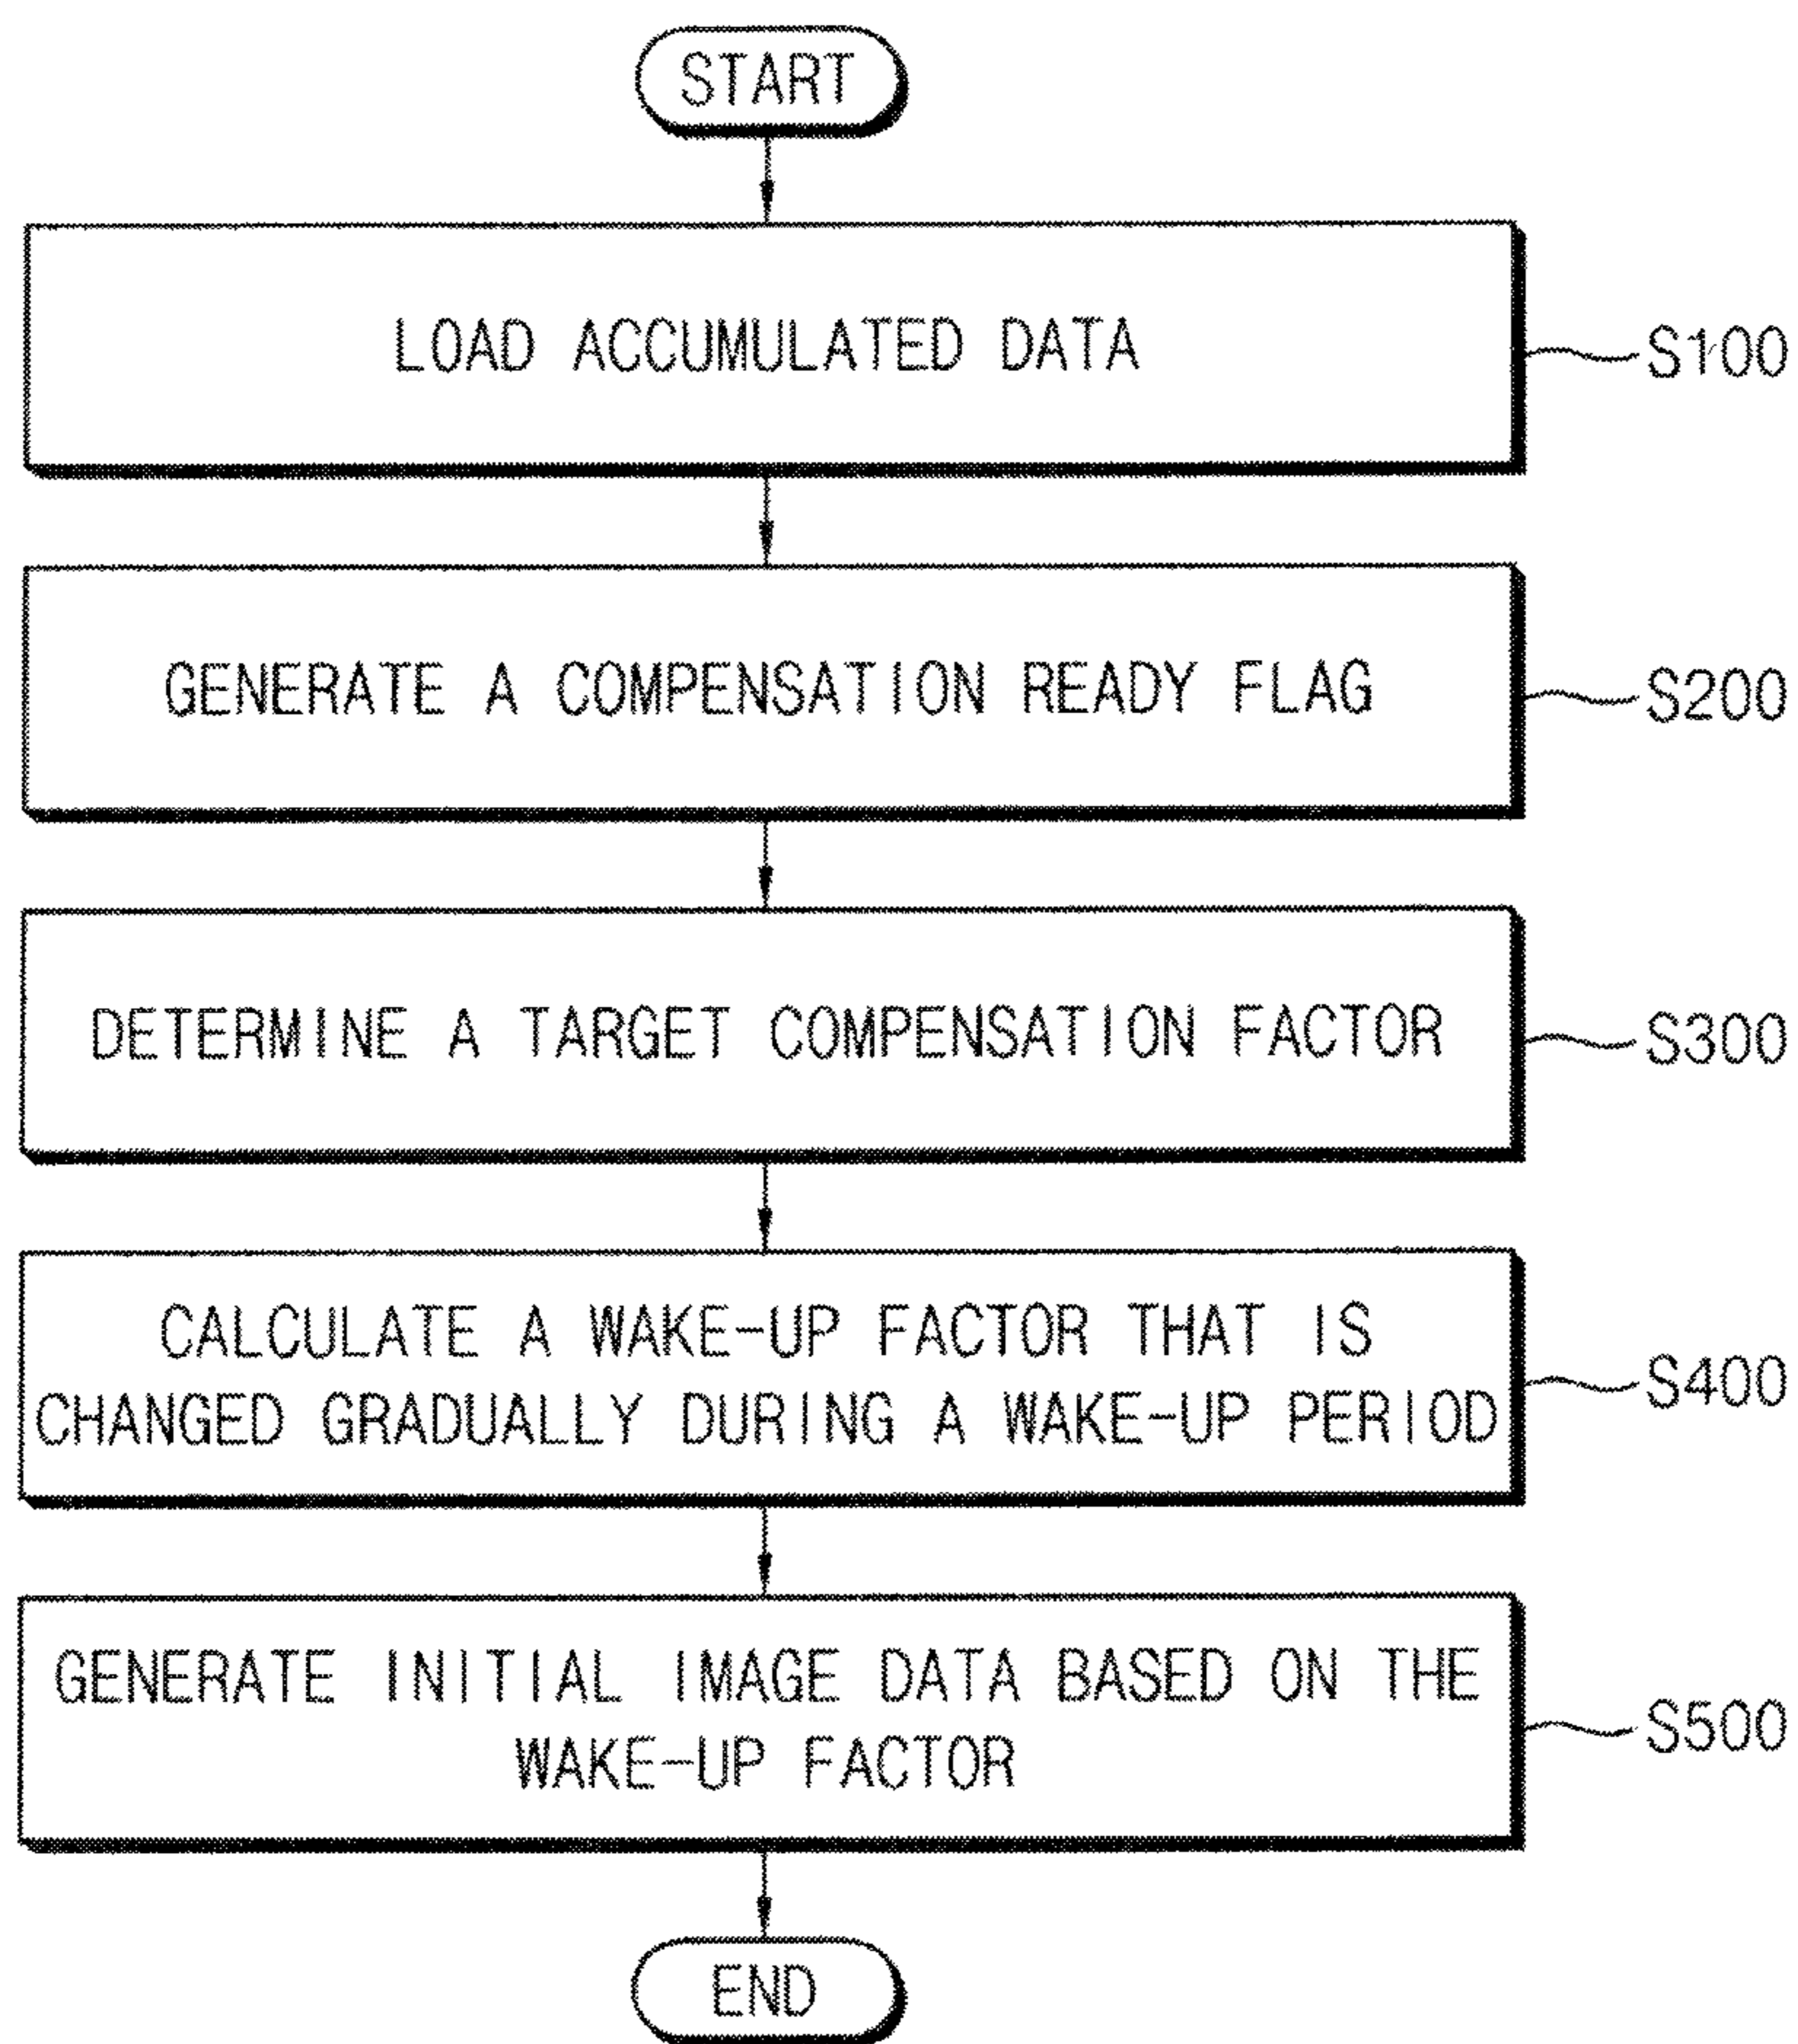 START
LOAD ACCUMULATED DATA
S100
GENERATE A COMPENSATION READY FLAG
S200
DETERMINE A TARGET COMPENSATION FACTOR
S300
CALCULATE A WAKE-UP FACTOR THAT IS
CHANGED GRADUALLY DURING A WAKE-UP PERIOD
S400
GENERATE INITIAL IMAGE DATA BASED ON THE
WAKE-UP FACTOR
S500
END